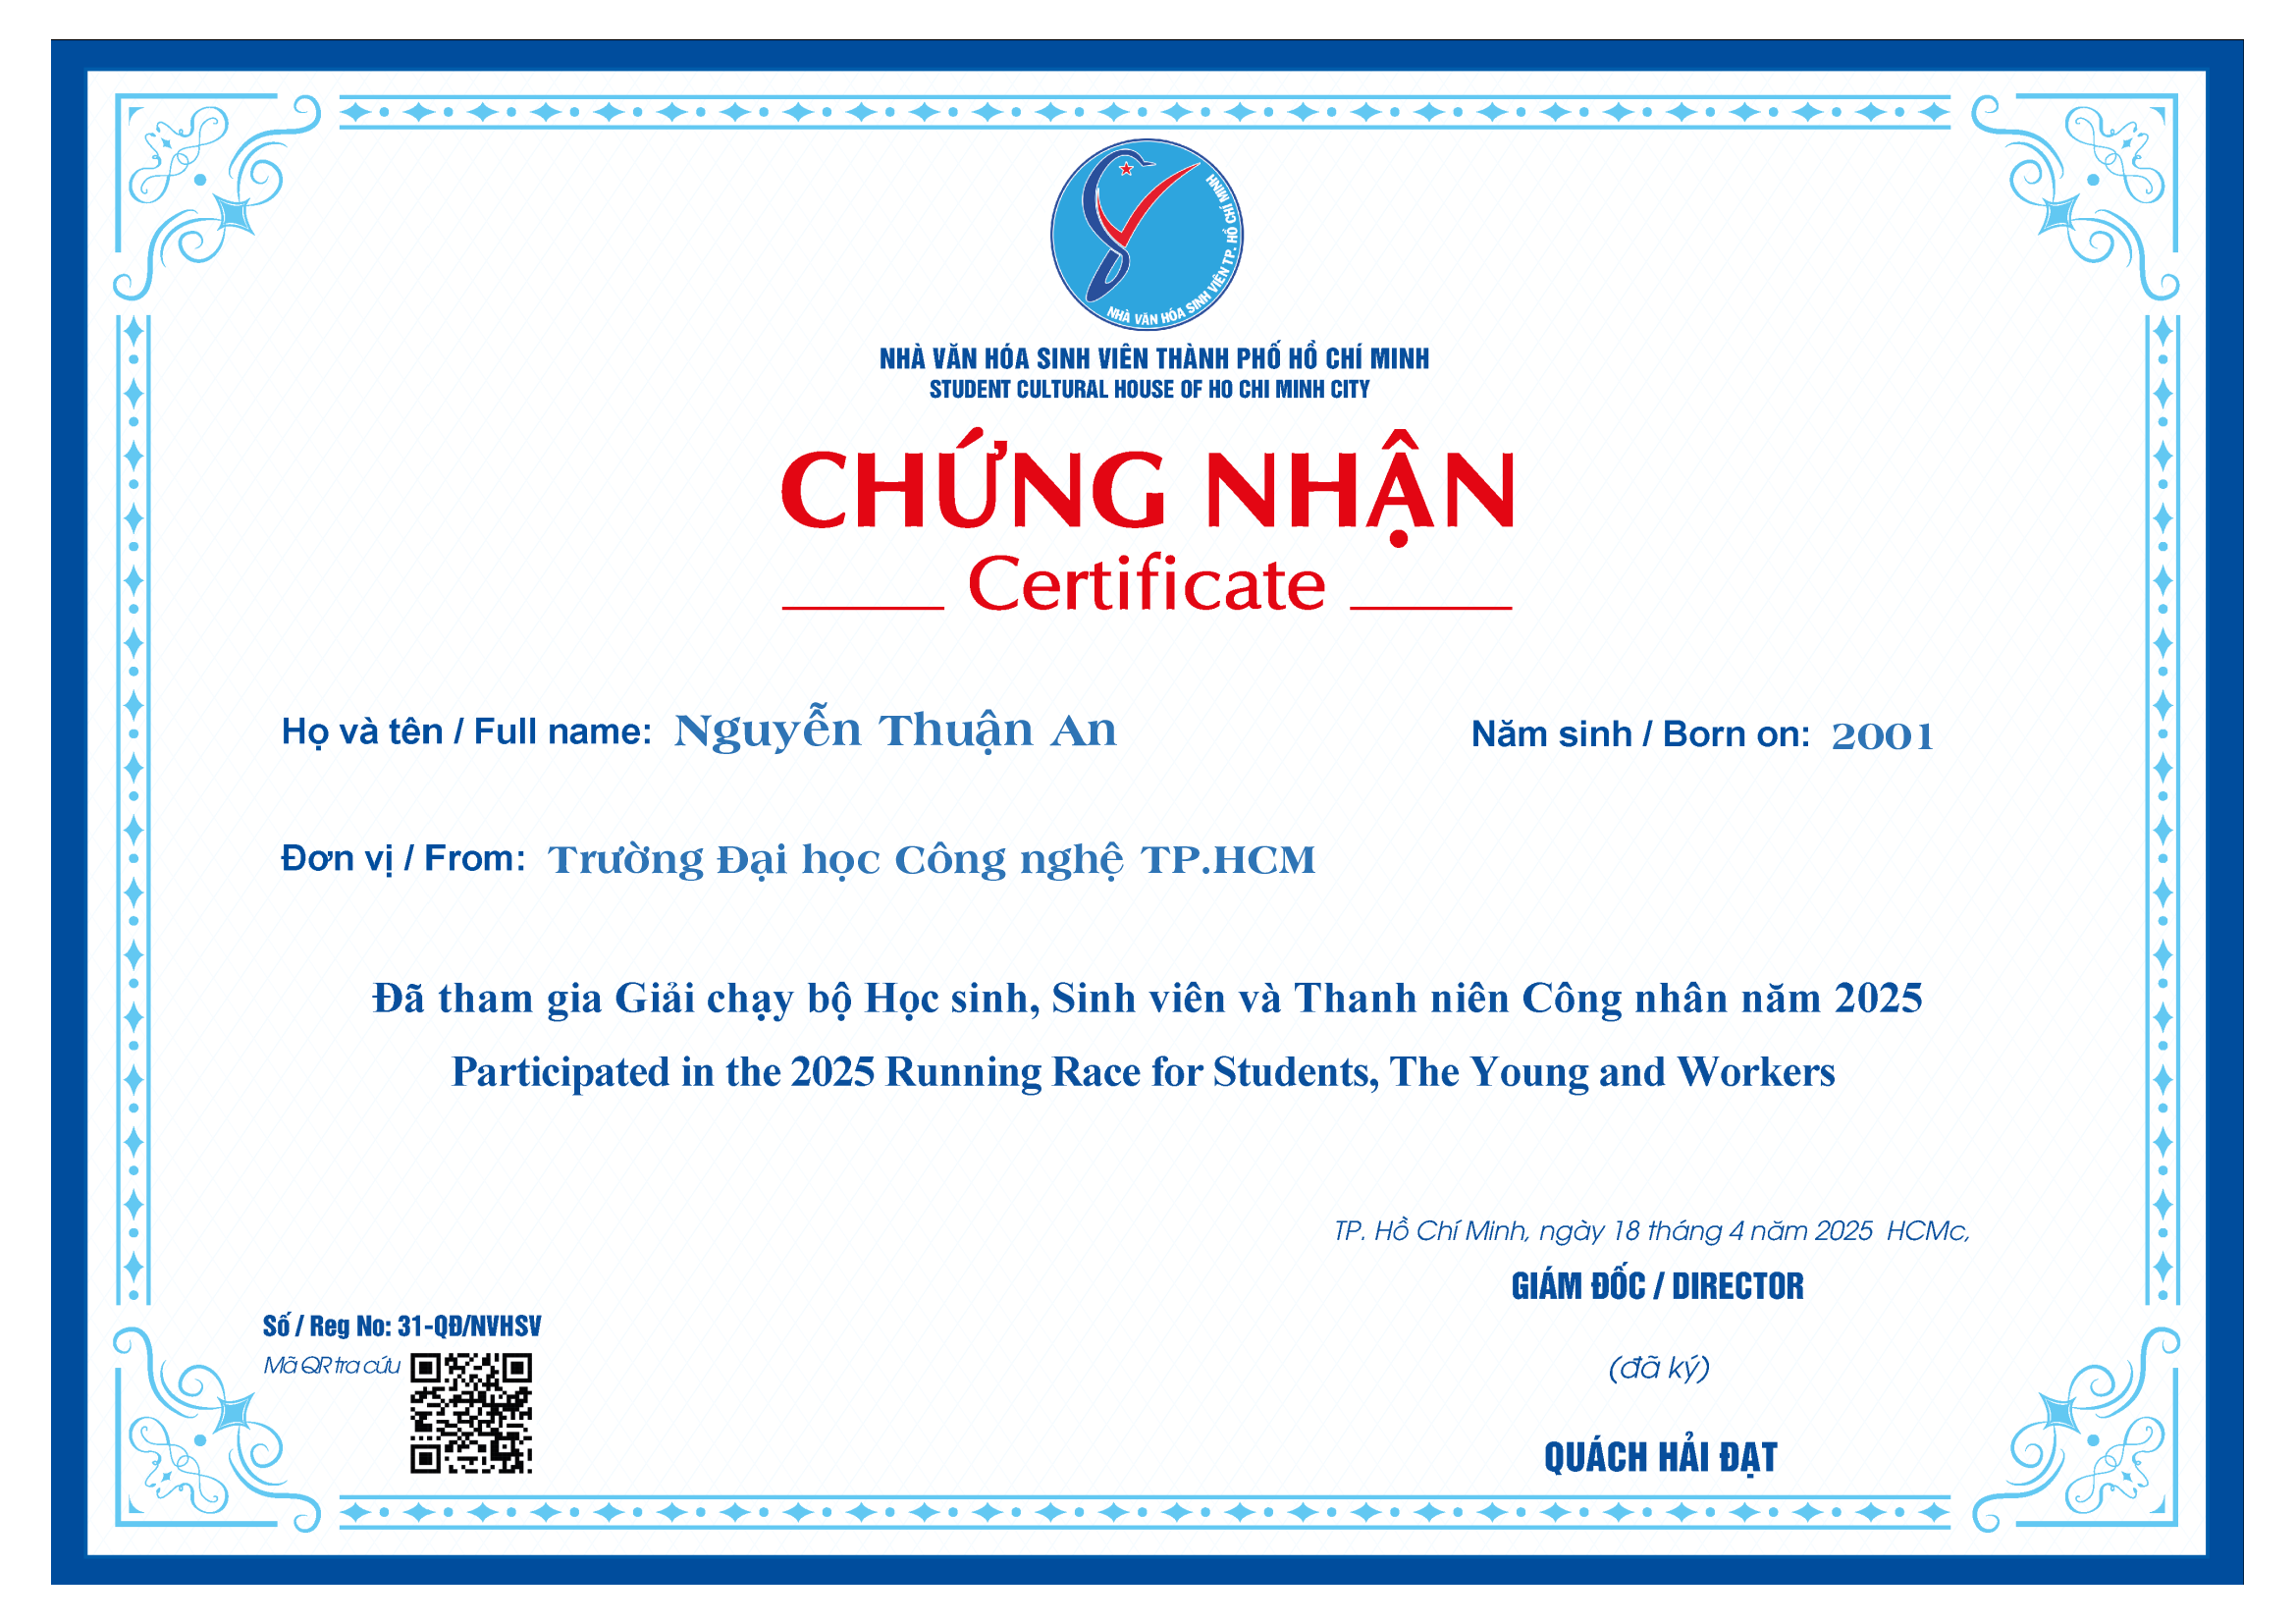 NHÀ VĂN HÓA SINH VIÊN TP. HỒ CHÍ MINH
NHÀ VĂN HÓA SINH VIÊN THÀNH PHỐ HỒ CHÍ MINH
STUDENT CULTURAL HOUSE OF HO CHI MINH CITY
CHỨNG NHẬN
Certificate
Họ và tên / Full name: Nguyễn Thuận An Năm sinh / Born on: 2001
Đơn vị / From: Trường Đại học Công nghệ TP.HCM
Đã tham gia Giải chạy bộ Học sinh, Sinh viên và Thanh niên Công nhân năm 2025
Participated in the 2025 Running Race for Students, The Young and Workers
TP. Hồ Chí Minh, ngày 18 tháng 4 năm 2025 HCMc,
GIÁM ĐỐC / DIRECTOR
Số / Reg No: 31-QĐ/NVHSV
Mã QR tra cứu
(đã ký)
QUÁCH HẢI ĐẠT